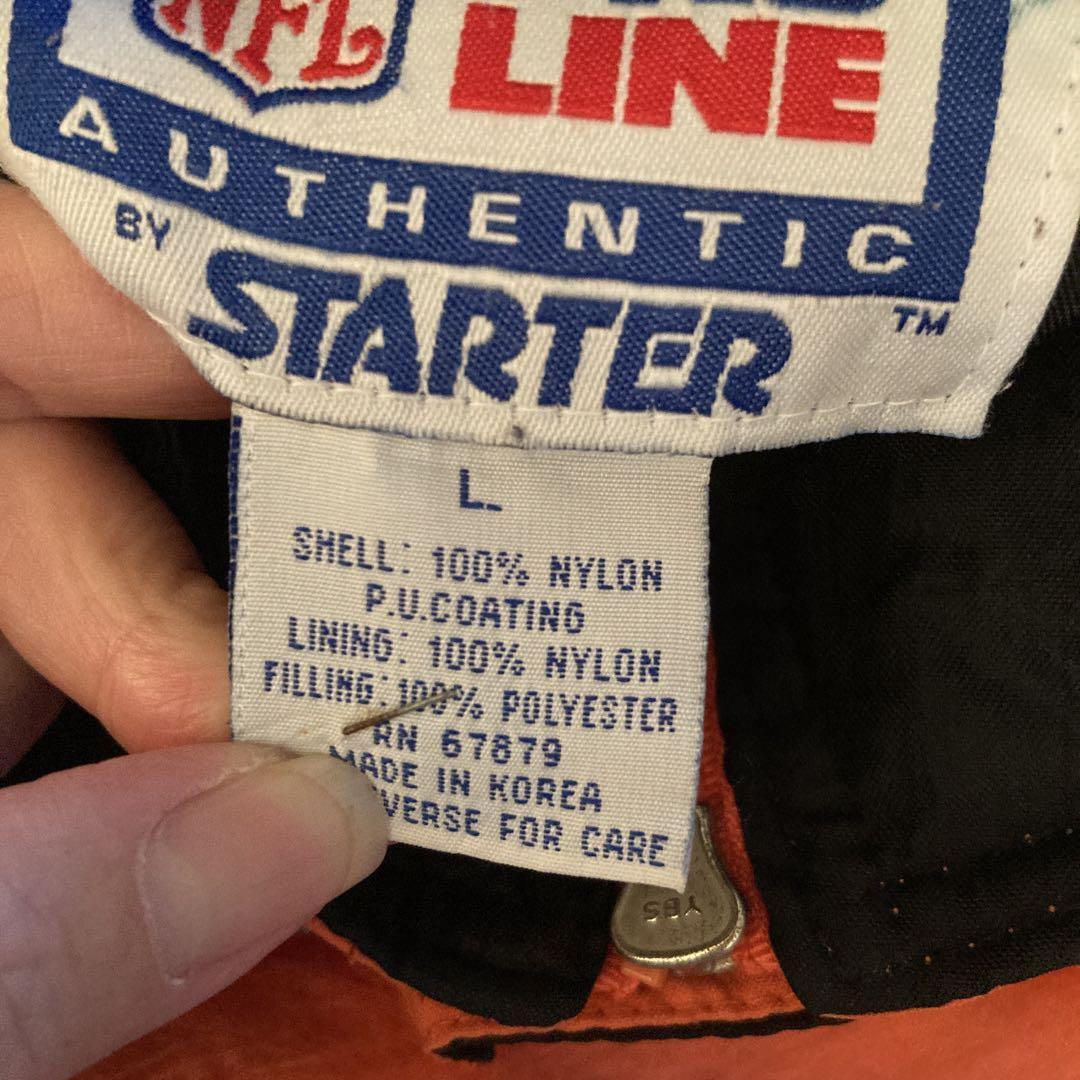 NFL
LINE
AUTHENTIC
BY
STARTER
TM
L.
SHELL: 100% NYLON
P.U.COATING
LINING: 100% NYLON
FILLING: 100% POLYESTER
RN 67879
MADE IN KOREA
FOR CARE
YBS